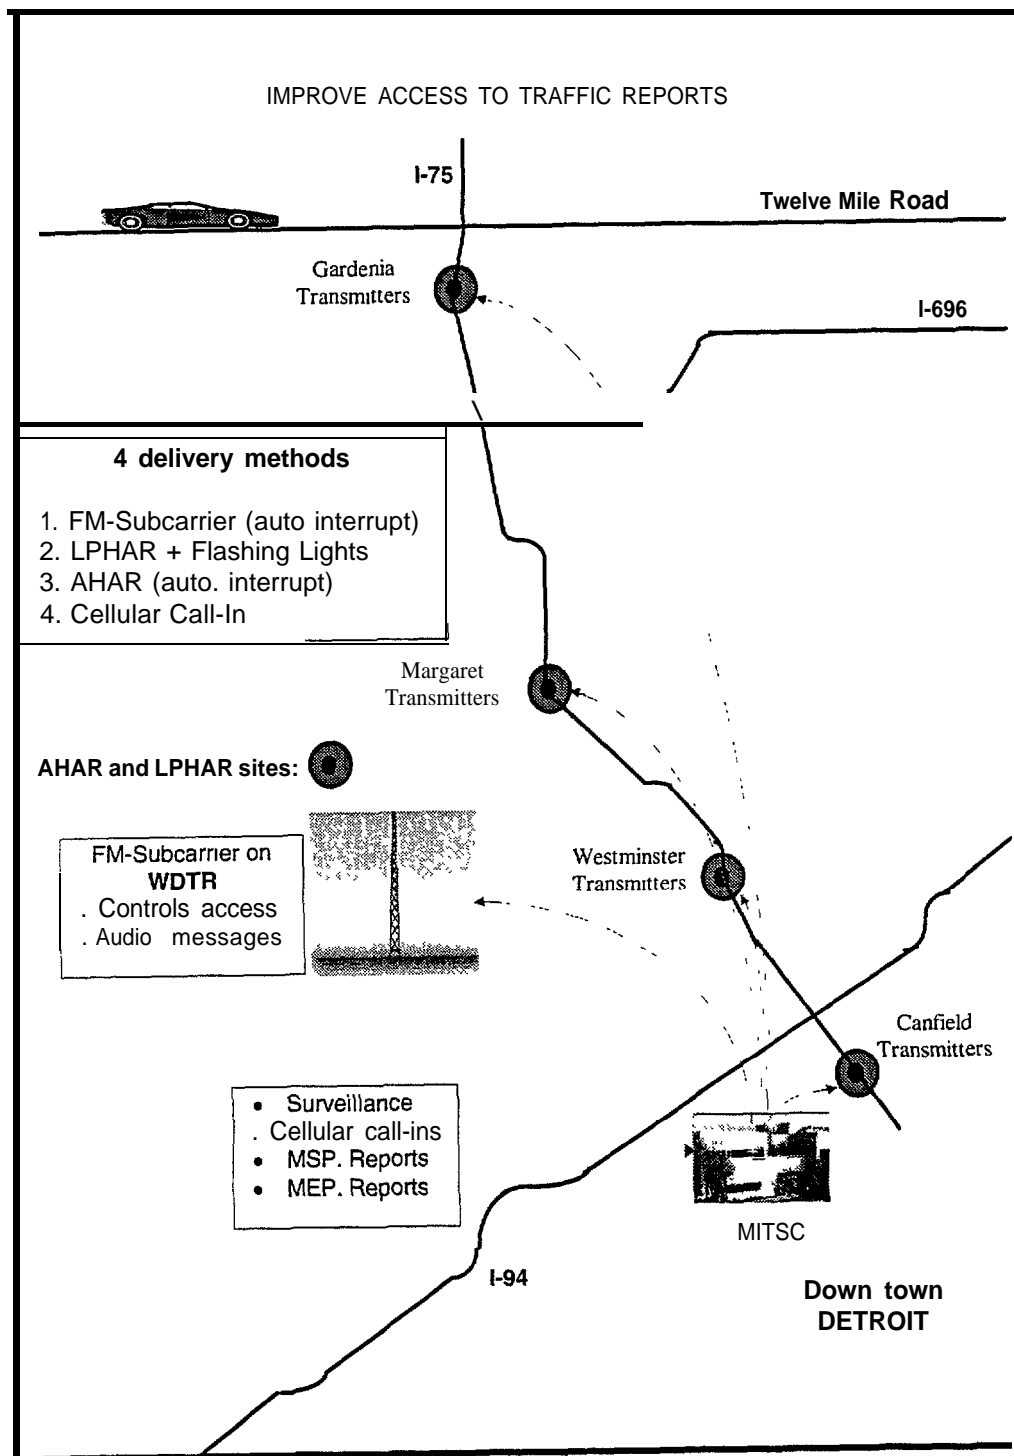 IMPROVE ACCESS TO TRAFFIC REPORTS
I-75
Twelve Mile Road
Gardenia
Transmitters
I-696
4 delivery methods
1. FM-Subcarrier (auto interrupt)
2. LPHAR + Flashing Lights
3. AHAR (auto. interrupt)
4. Cellular Call-In
Margaret
Transmitters
AHAR and LPHAR sites:
FM-Subcarrier on
WDTR
. Controls access
. Audio messages
Westminster
Transmitters
Canfield
Transmitters
• Surveillance
. Cellular call-ins
• MSP. Reports
• MEP. Reports
MITSC
I-94
Down town
DETROIT